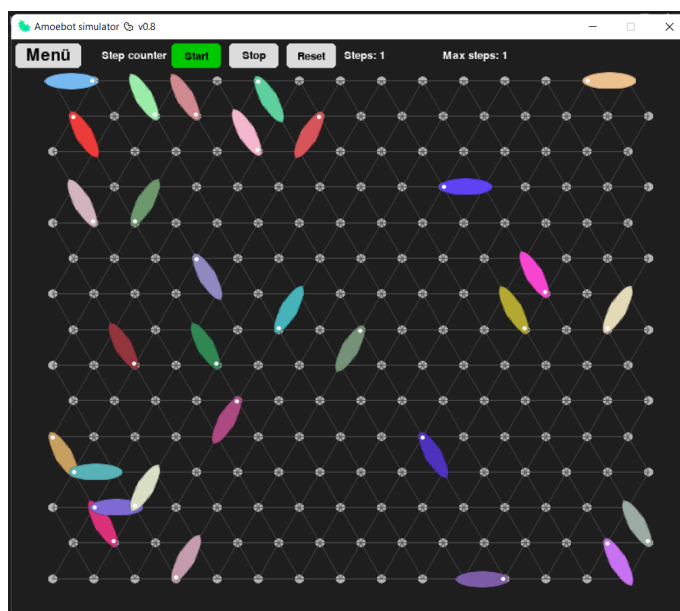 Amoebot simulator v0.8
Menü Step counter Start Stop Reset Steps: 1 Max steps: 1